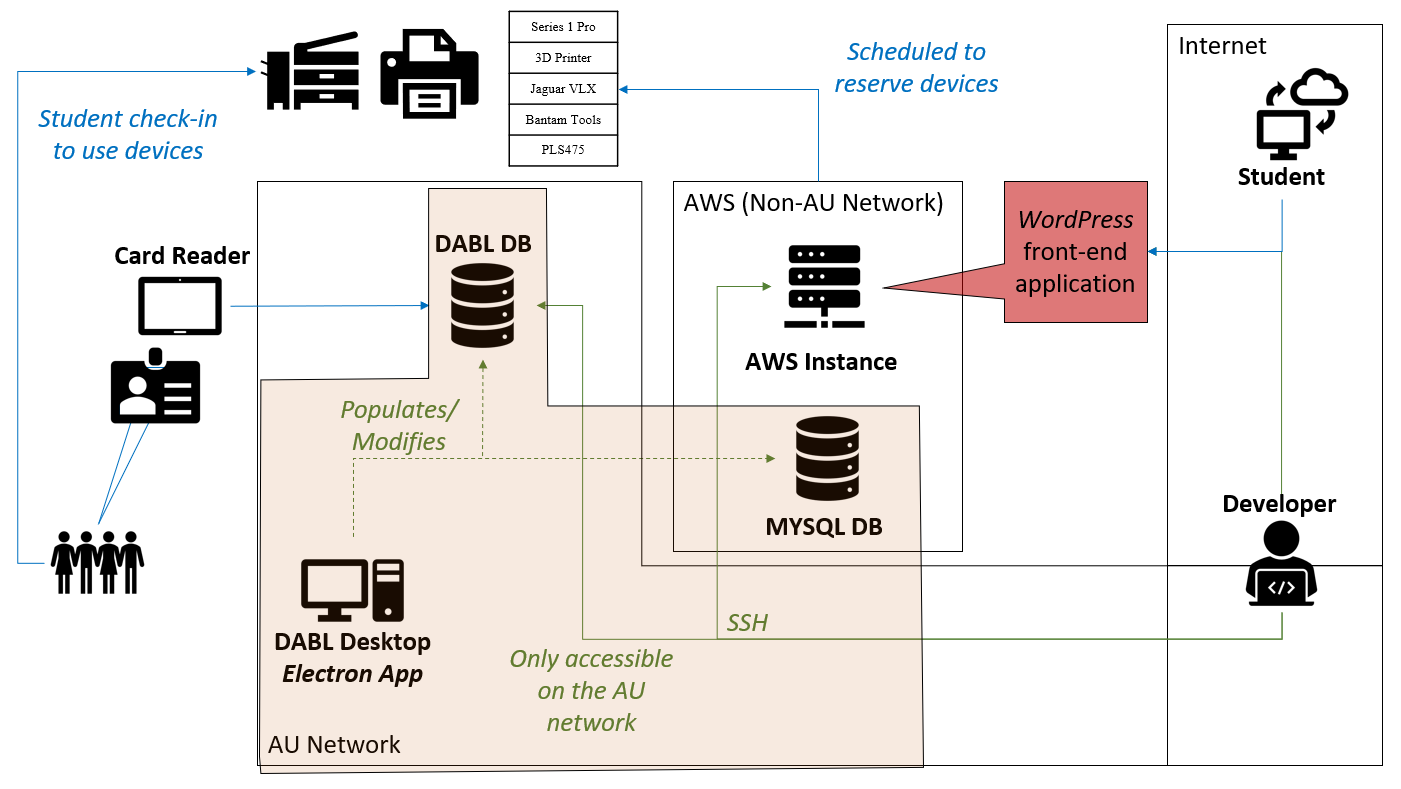 Series 1 Pro
3D Printer
Jaguar VLX
Bantam Tools
PLS475
Scheduled to
reserve devices
Internet
Student
Student check-in
to use devices
AWS (Non-AU Network)
WordPress
front-end
application
DABL DB
Card Reader
AWS Instance
Populates/
Modifies
MYSQL DB
Developer
</>
SSH
DABL Desktop
Electron App
Only accessible
on the AU
network
AU Network